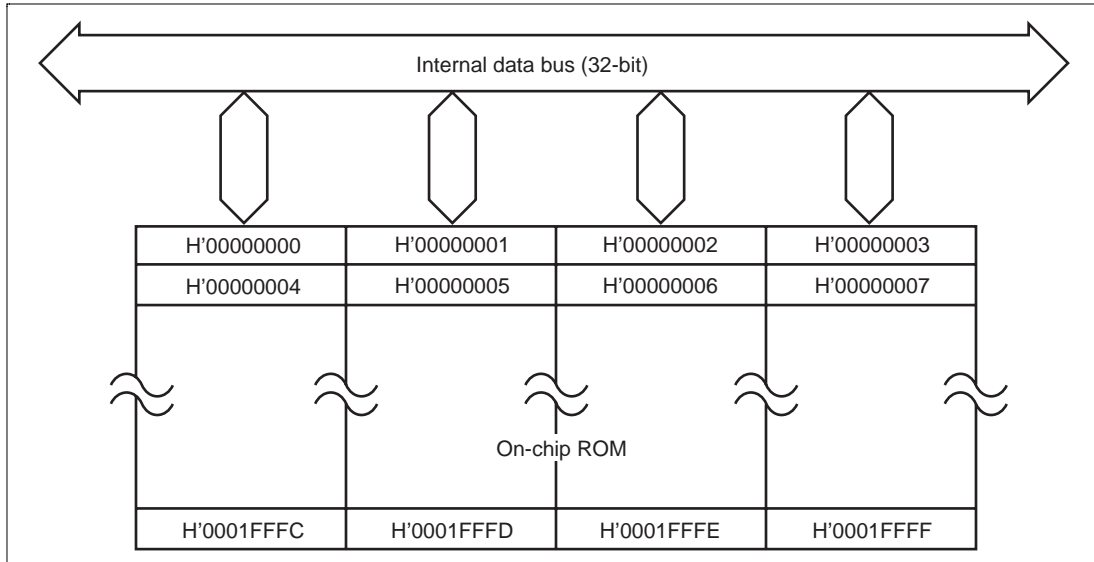 Internal data bus (32-bit)
H’00000000 H’00000001 H’00000002 H’00000003
H’00000004 H’00000005 H’00000006 H’00000007
On-chip ROM
H’0001FFFC H’0001FFFD H’0001FFFE H’0001FFFF